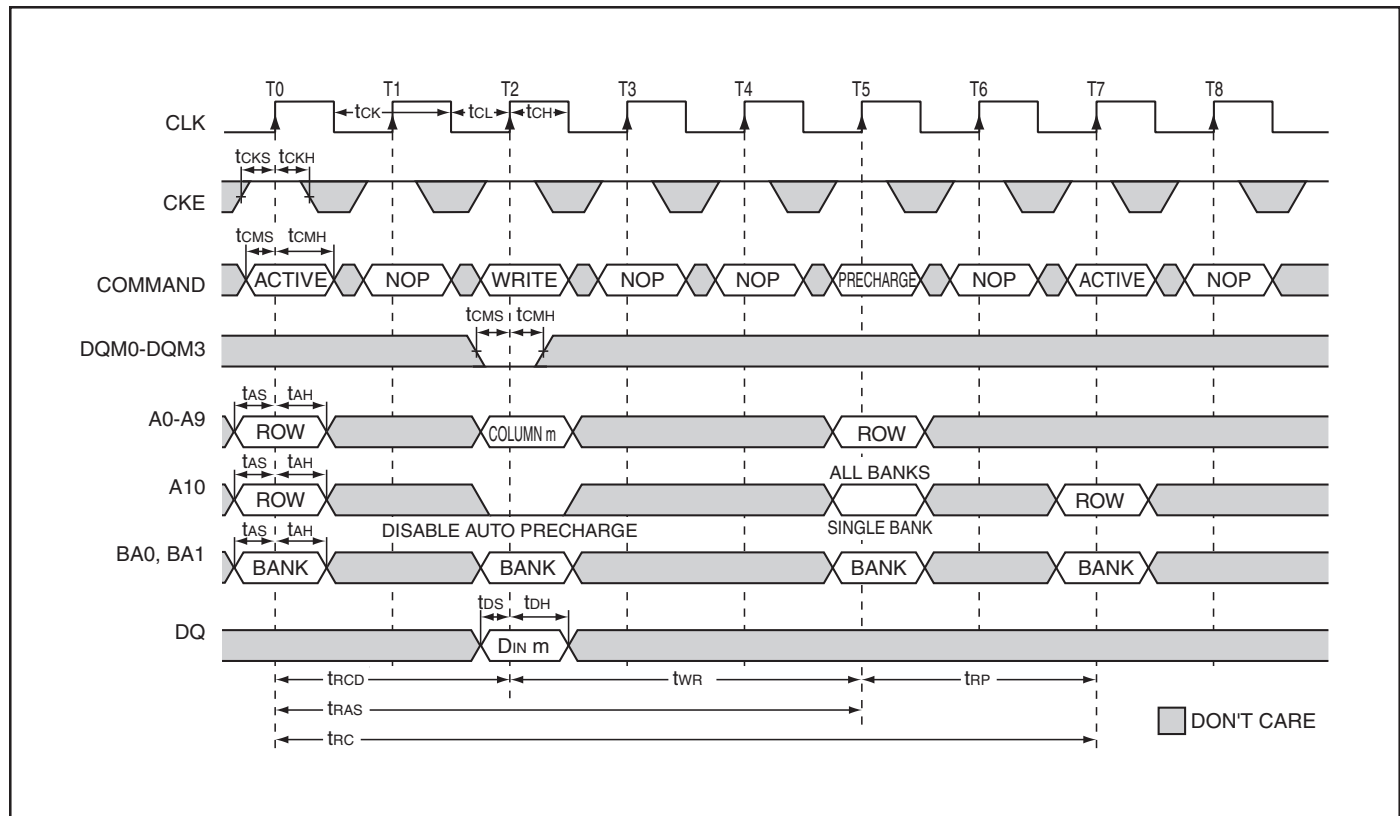 T0 T1 T2 T3 T4 T5 T6 T7 T8
CLK tCK tCL tCH
tCKS tCKH
CKE
tCMS tCMH
COMMAND ACTIVE NOP WRITE NOP NOP PRECHARGE NOP ACTIVE NOP
tCMS tCMH
DQM0-DQM3
tAS tAH
A0-A9 ROW COLUMN m ROW
tAS tAH ALL BANKS
A10 ROW ROW
DISABLE AUTO PRECHARGE SINGLE BANK
tAS tAH
BA0, BA1 BANK BANK BANK BANK
tDS tDH
DQ DIN m
tRCD tWR tRP
tRAS
DON'T CARE
tRC